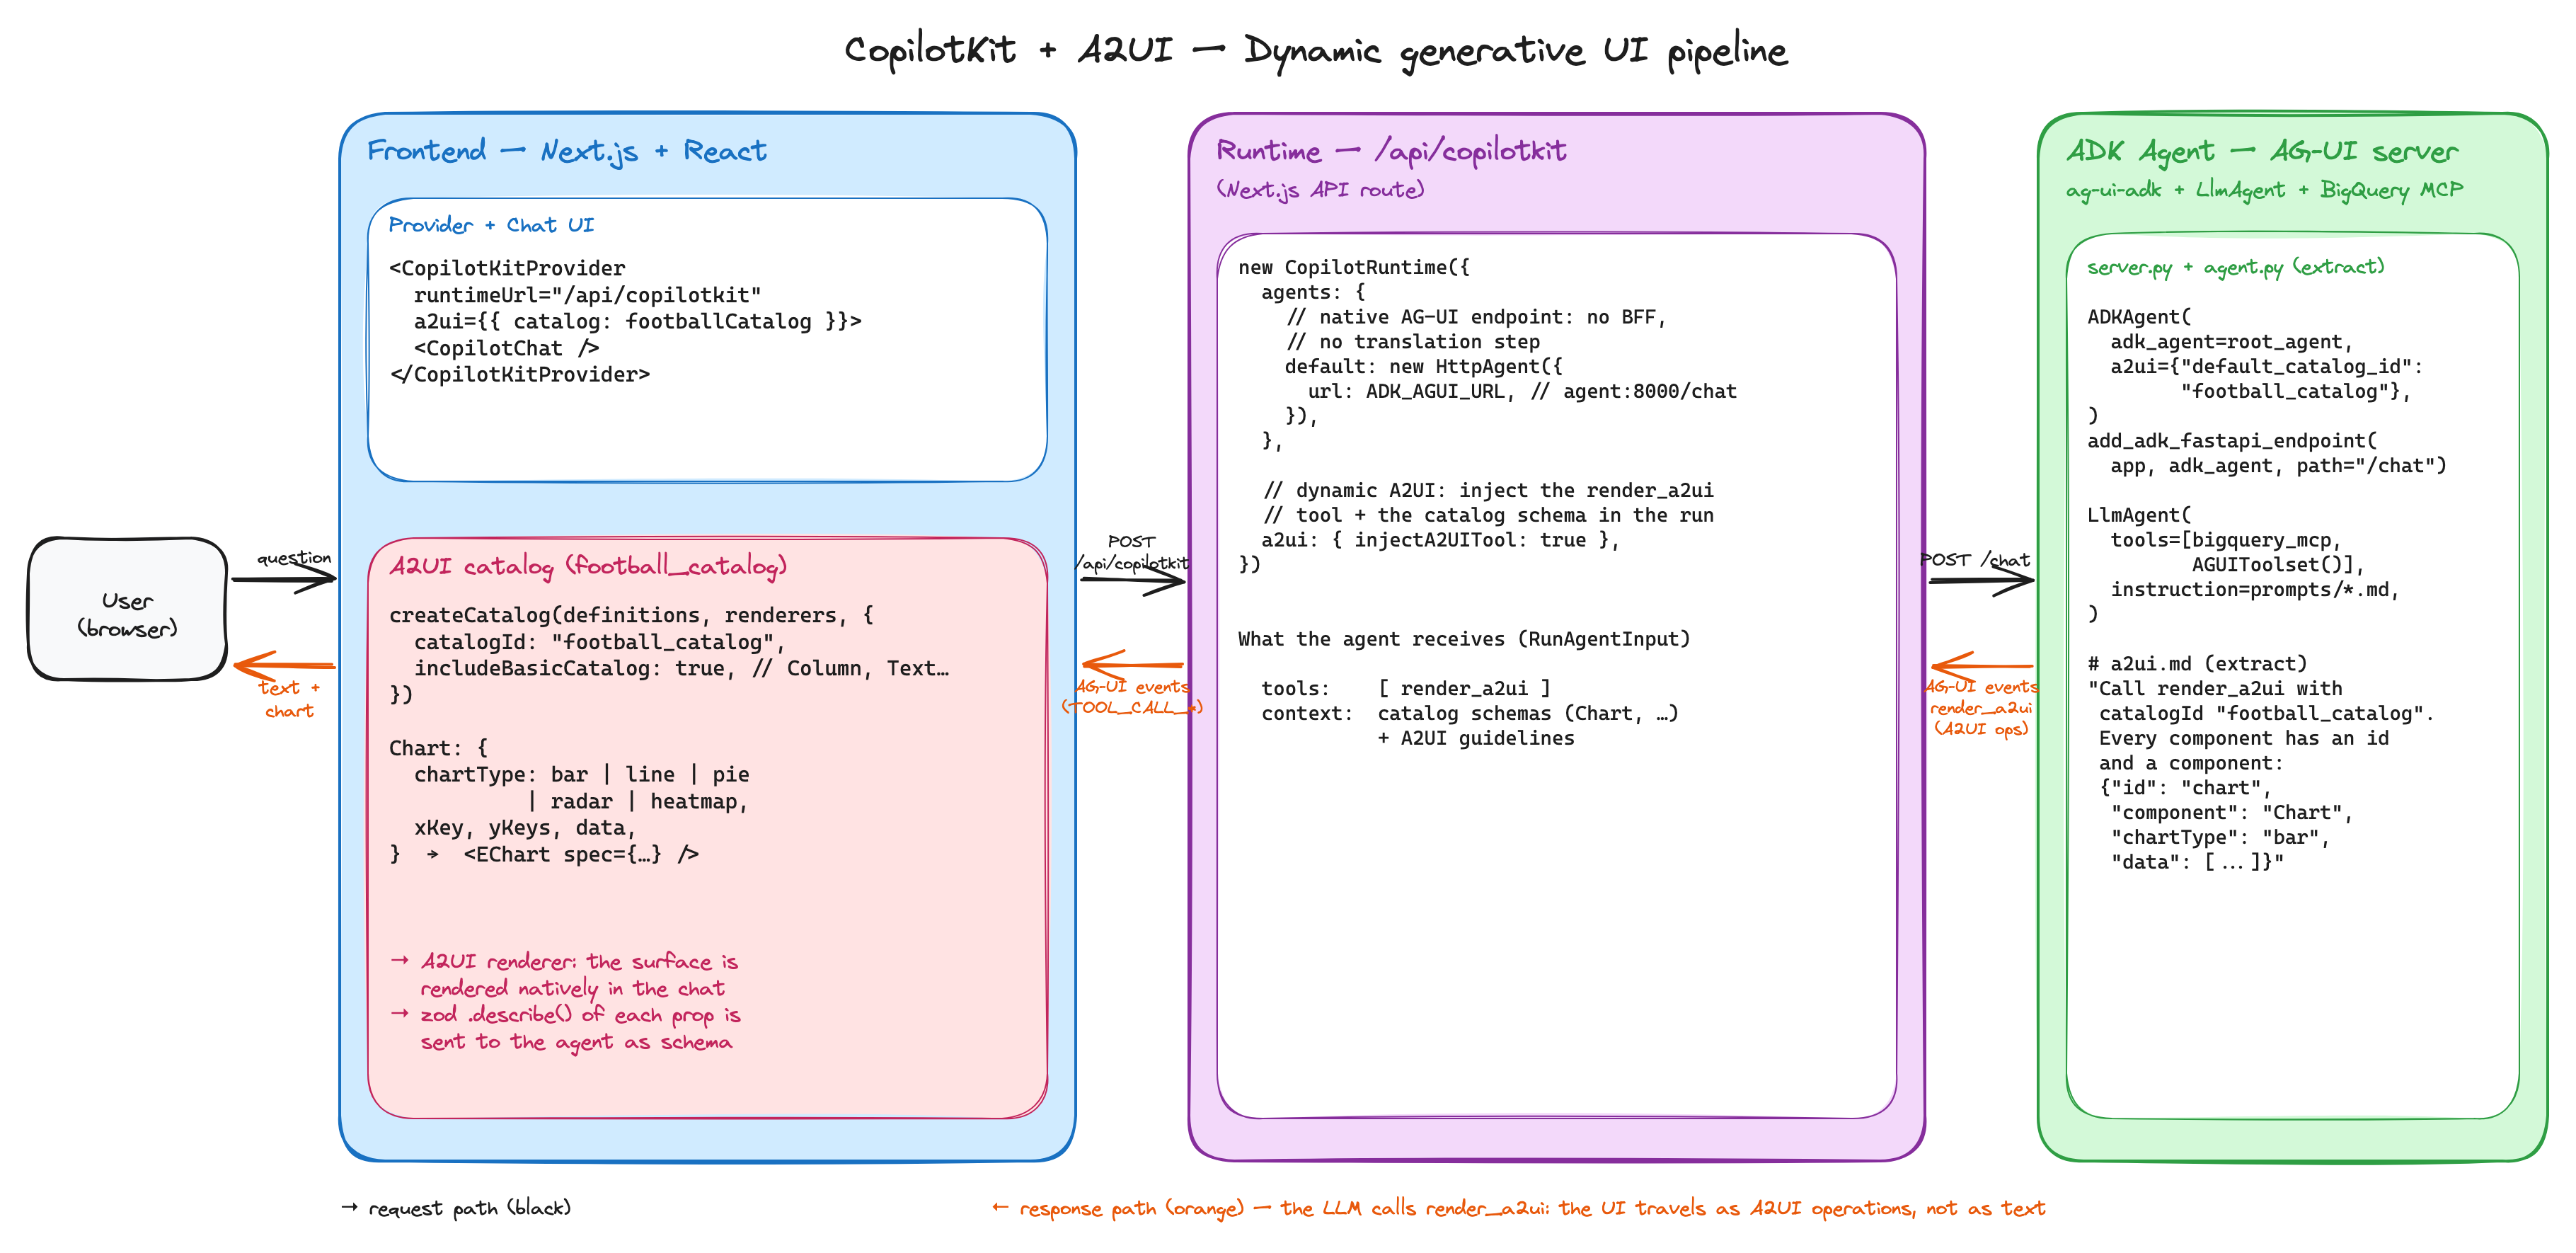 CopilotKit + A2UI — Dynamic generative UI pipeline
User
(browser)
question
text +
chart
Frontend — Next.js + React
Provider + Chat UI
<CopilotKitProvider
  runtimeUrl="/api/copilotkit"
  a2ui={{ catalog: footballCatalog }}>
  <CopilotChat />
</CopilotKitProvider>
A2UI catalog (football_catalog)
createCatalog(definitions, renderers, {
  catalogId: "football_catalog",
  includeBasicCatalog: true, // Column, Text…
})
Chart: {
  chartType: bar | line | pie
           | radar | heatmap,
  xKey, yKeys, data,
}  →  <EChart spec={…} />
→ A2UI renderer: the surface is
rendered natively in the chat
→ zod .describe() of each prop is
sent to the agent as schema
POST
/api/copilotkit
AG-UI events
(TOOL_CALL_*)
Runtime — /api/copilotkit
(Next.js API route)
new CopilotRuntime({
  agents: {
    // native AG-UI endpoint: no BFF,
    // no translation step
    default: new HttpAgent({
      url: ADK_AGUI_URL, // agent:8000/chat
    }),
  },
  // dynamic A2UI: inject the render_a2ui
  // tool + the catalog schema in the run
  a2ui: { injectA2UITool: true },
})
What the agent receives (RunAgentInput)
  tools:    [ render_a2ui ]
  context:  catalog schemas (Chart, …)
            + A2UI guidelines
POST /chat
AG-UI events
render_a2ui
(A2UI ops)
ADK Agent — AG-UI server
ag-ui-adk + LlmAgent + BigQuery MCP
server.py + agent.py (extract)
ADKAgent(
  adk_agent=root_agent,
  a2ui={"default_catalog_id":
        "football_catalog"},
)
add_adk_fastapi_endpoint(
  app, adk_agent, path="/chat")
LlmAgent(
  tools=[bigquery_mcp,
         AGUIToolset()],
  instruction=prompts/*.md,
)
# a2ui.md (extract)
"Call render_a2ui with
 catalogId "football_catalog".
 Every component has an id
 and a component:
 {"id": "chart",
  "component": "Chart",
  "chartType": "bar",
  "data": [...]}"
→ request path (black)
← response path (orange) — the LLM calls render_a2ui: the UI travels as A2UI operations, not as text